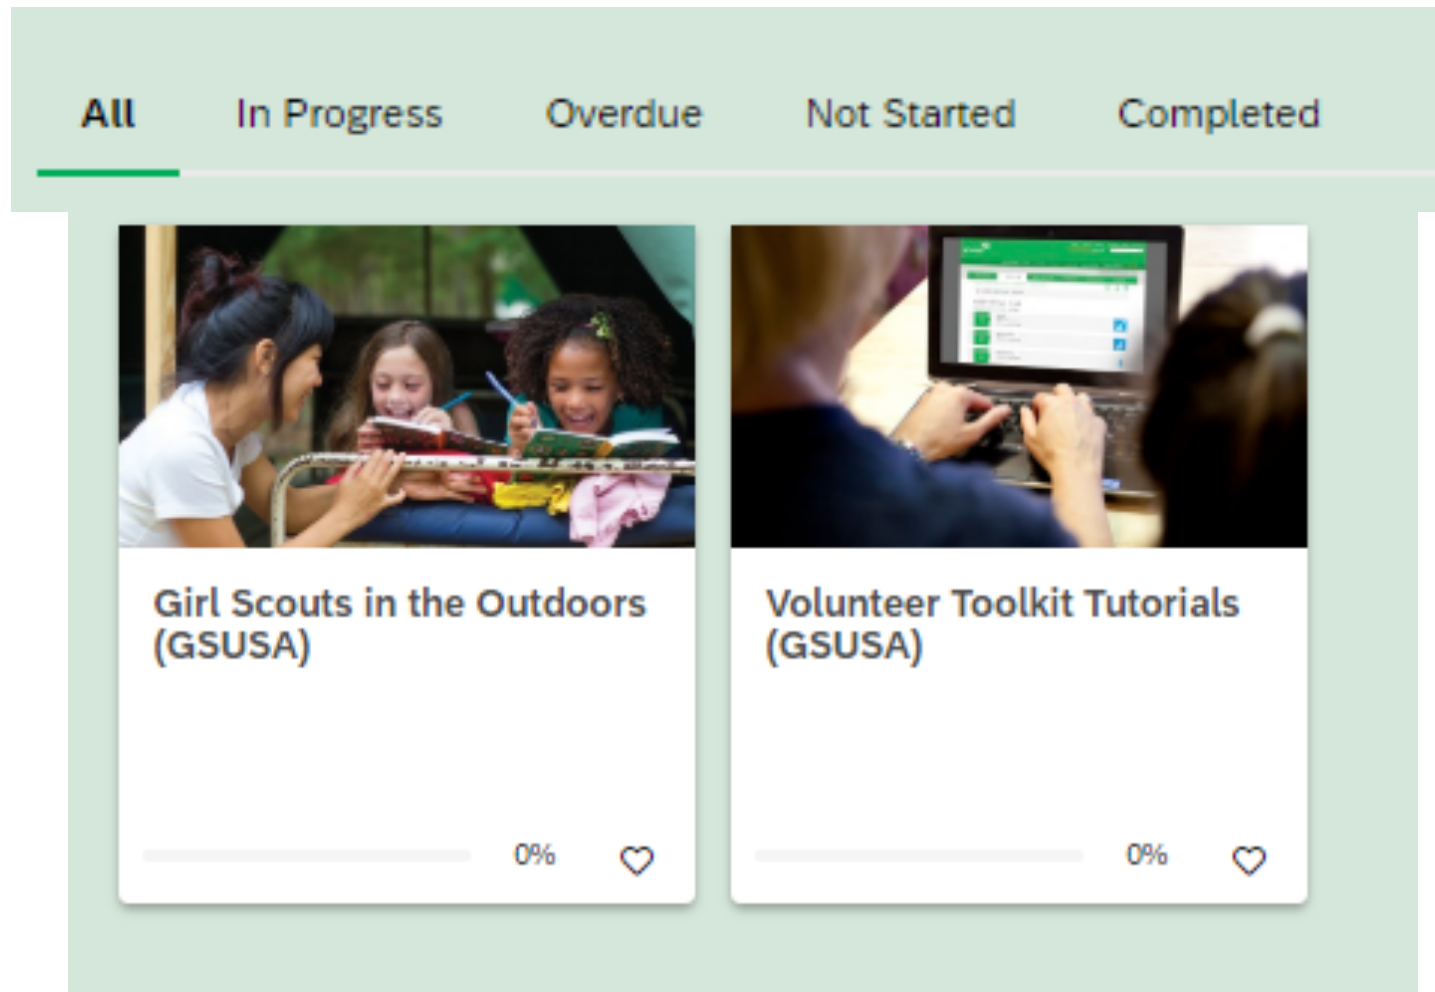 All In Progress Overdue Not Started Completed
Girl Scouts in the Outdoors
(GSUSA)
Volunteer Toolkit Tutorials
(GSUSA)
0%
0%